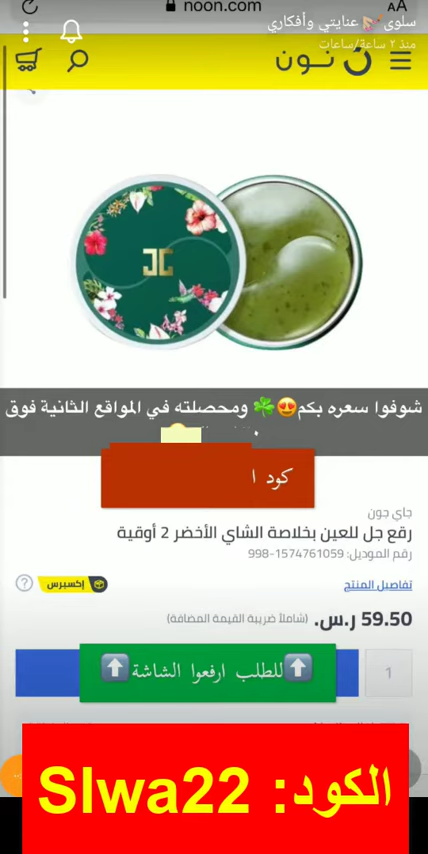 noon.com
AA
سلوى💅🏻 عنايتي وأفكاري
منذ ٢ ساعة/ساعات
نون
شوفوا سعره بكم😍☘️ ومحصلته في المواقع الثانية فوق
كود ا
جاي جون
رقع جل للعين بخلاصة الشاي الأخضر 2 أوقية
رقم الموديل: 1574761059-998
تفاصيل المنتج
إكسبرس
?
59.50 ر.س. (شاملاً ضريبة القيمة المضافة)
1
⬆️للطلب ارفعوا الشاشة⬆️
الكود: Slwa22